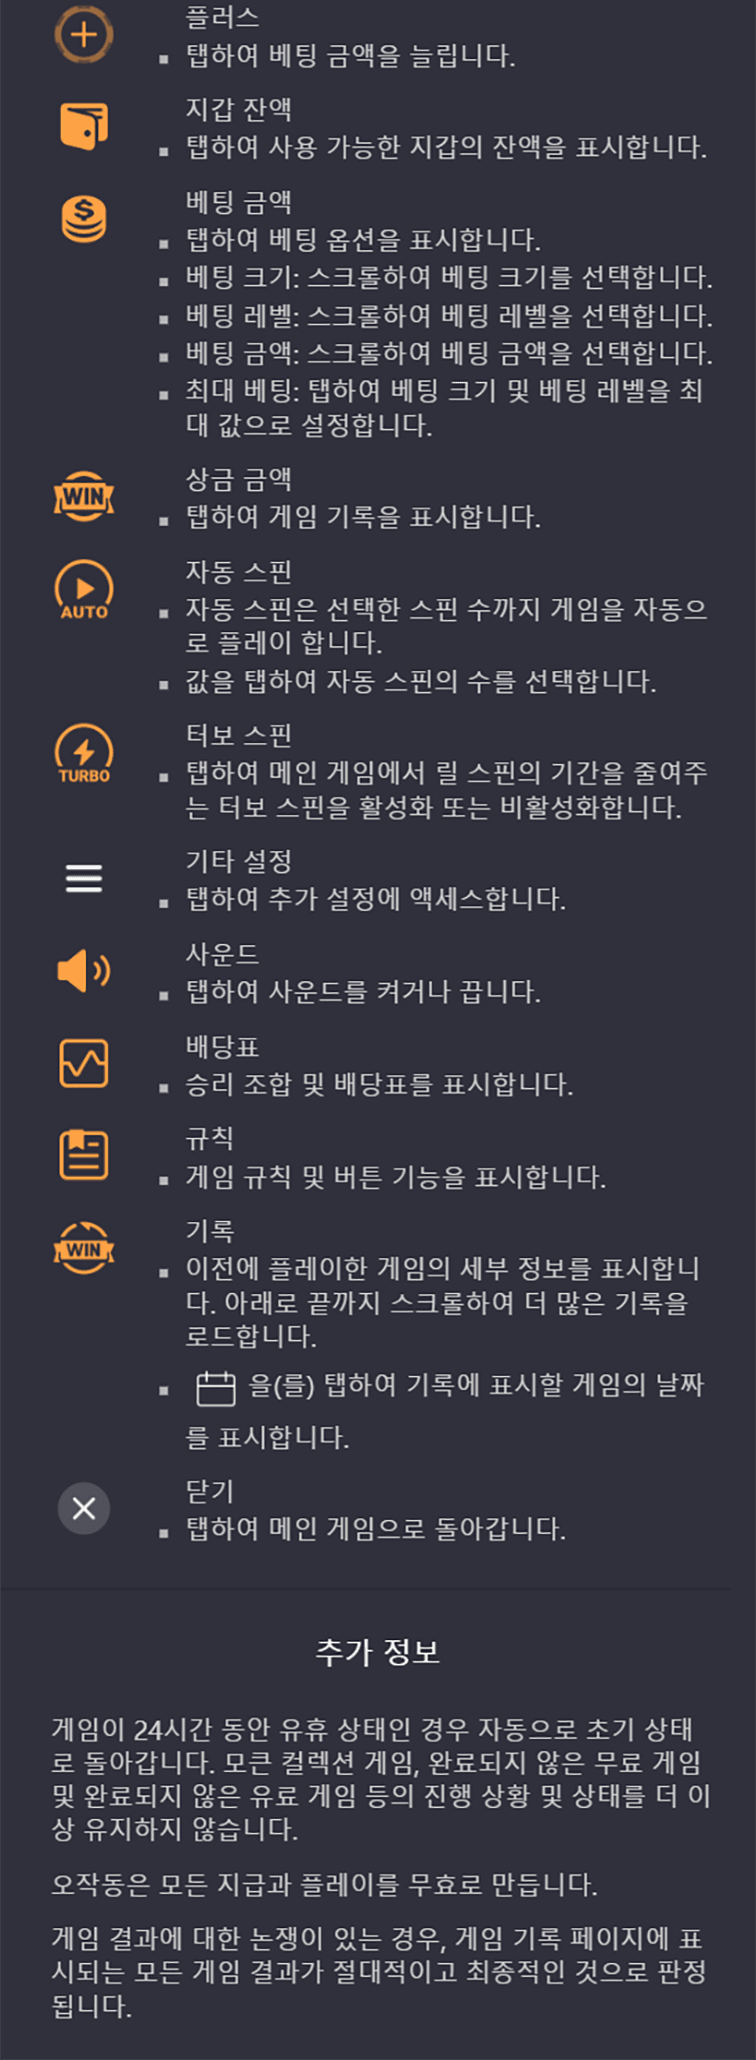 플러스
탭하여 베팅 금액을 늘립니다.
지갑 잔액
탭하여 사용 가능한 지갑의 잔액을 표시합니다.
베팅 금액
탭하여 베팅 옵션을 표시합니다.
베팅 크기: 스크롤하여 베팅 크기를 선택합니다.
베팅 레벨: 스크롤하여 베팅 레벨을 선택합니다.
베팅 금액: 스크롤하여 베팅 금액을 선택합니다.
최대 베팅: 탭하여 베팅 크기 및 베팅 레벨을 최
대 값으로 설정합니다.
WIN
상금 금액
탭하여 게임 기록을 표시합니다.
AUTO
자동 스핀
자동 스핀은 선택한 스핀 수까지 게임을 자동으
로 플레이 합니다.
값을 탭하여 자동 스핀의 수를 선택합니다.
TURBO
터보 스핀
탭하여 메인 게임에서 릴 스핀의 기간을 줄여주
는 터보 스핀을 활성화 또는 비활성화합니다.
기타 설정
탭하여 추가 설정에 액세스합니다.
사운드
탭하여 사운드를 켜거나 끕니다.
배당표
승리 조합 및 배당표를 표시합니다.
규칙
게임 규칙 및 버튼 기능을 표시합니다.
WIN
기록
이전에 플레이한 게임의 세부 정보를 표시합니
다. 아래로 끝까지 스크롤하여 더 많은 기록을
로드합니다.
을(를) 탭하여 기록에 표시할 게임의 날짜
를 표시합니다.
닫기
탭하여 메인 게임으로 돌아갑니다.
추가 정보
게임이 24시간 동안 유휴 상태인 경우 자동으로 초기 상태
로 돌아갑니다. 모큰 컬렉션 게임, 완료되지 않은 무료 게임
및 완료되지 않은 유료 게임 등의 진행 상황 및 상태를 더 이
상 유지하지 않습니다.
오작동은 모든 지급과 플레이를 무효로 만듭니다.
게임 결과에 대한 논쟁이 있는 경우, 게임 기록 페이지에 표
시되는 모든 게임 결과가 절대적이고 최종적인 것으로 판정
됩니다.